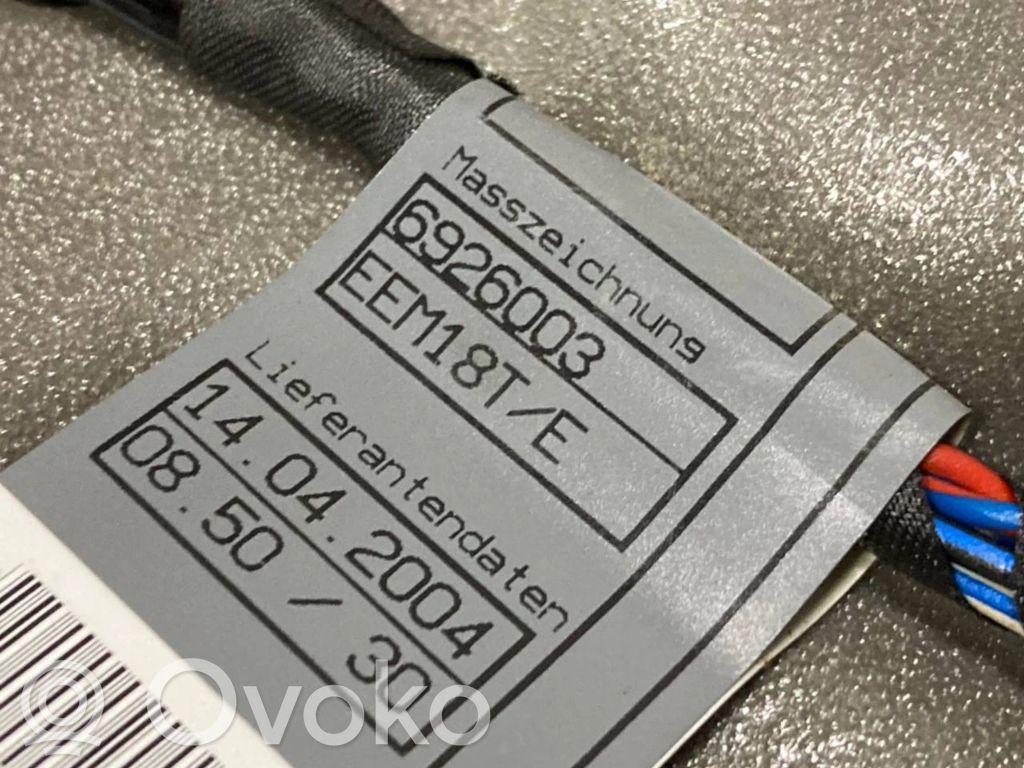 Masszeichnung
6926003
EEM18T/E
Lieferantendaten
14.04.2004
08.50 / 30
Ovoko